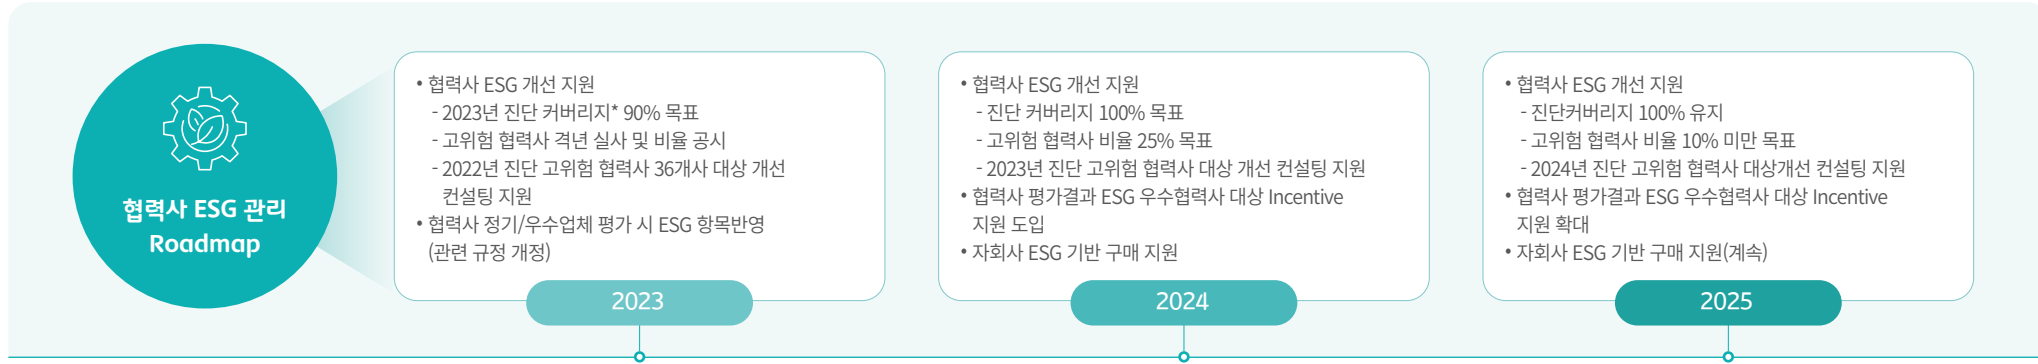 협력사 ESG 관리
Roadmap
• 협력사 ESG 개선 지원
- 2023년 진단 커버리지* 90% 목표
- 고위험 협력사 격년 실사 및 비율 공시
- 2022년 진단 고위험 협력사 36개사 대상 개선
컨설팅 지원
• 협력사 정기/우수업체 평가 시 ESG 항목반영
(관련 규정 개정)
2023
• 협력사 ESG 개선 지원
- 진단 커버리지 100% 목표
- 고위험 협력사 비율 25% 목표
- 2023년 진단 고위험 협력사 대상 개선 컨설팅 지원
• 협력사 평가결과 ESG 우수협력사 대상 Incentive
지원 도입
• 자회사 ESG 기반 구매 지원
2024
• 협력사 ESG 개선 지원
- 진단커버리지 100% 유지
- 고위험 협력사 비율 10% 미만 목표
- 2024년 진단 고위험 협력사 대상개선 컨설팅 지원
• 협력사 평가결과 ESG 우수협력사 대상 Incentive
지원 확대
• 자회사 ESG 기반 구매 지원(계속)
2025